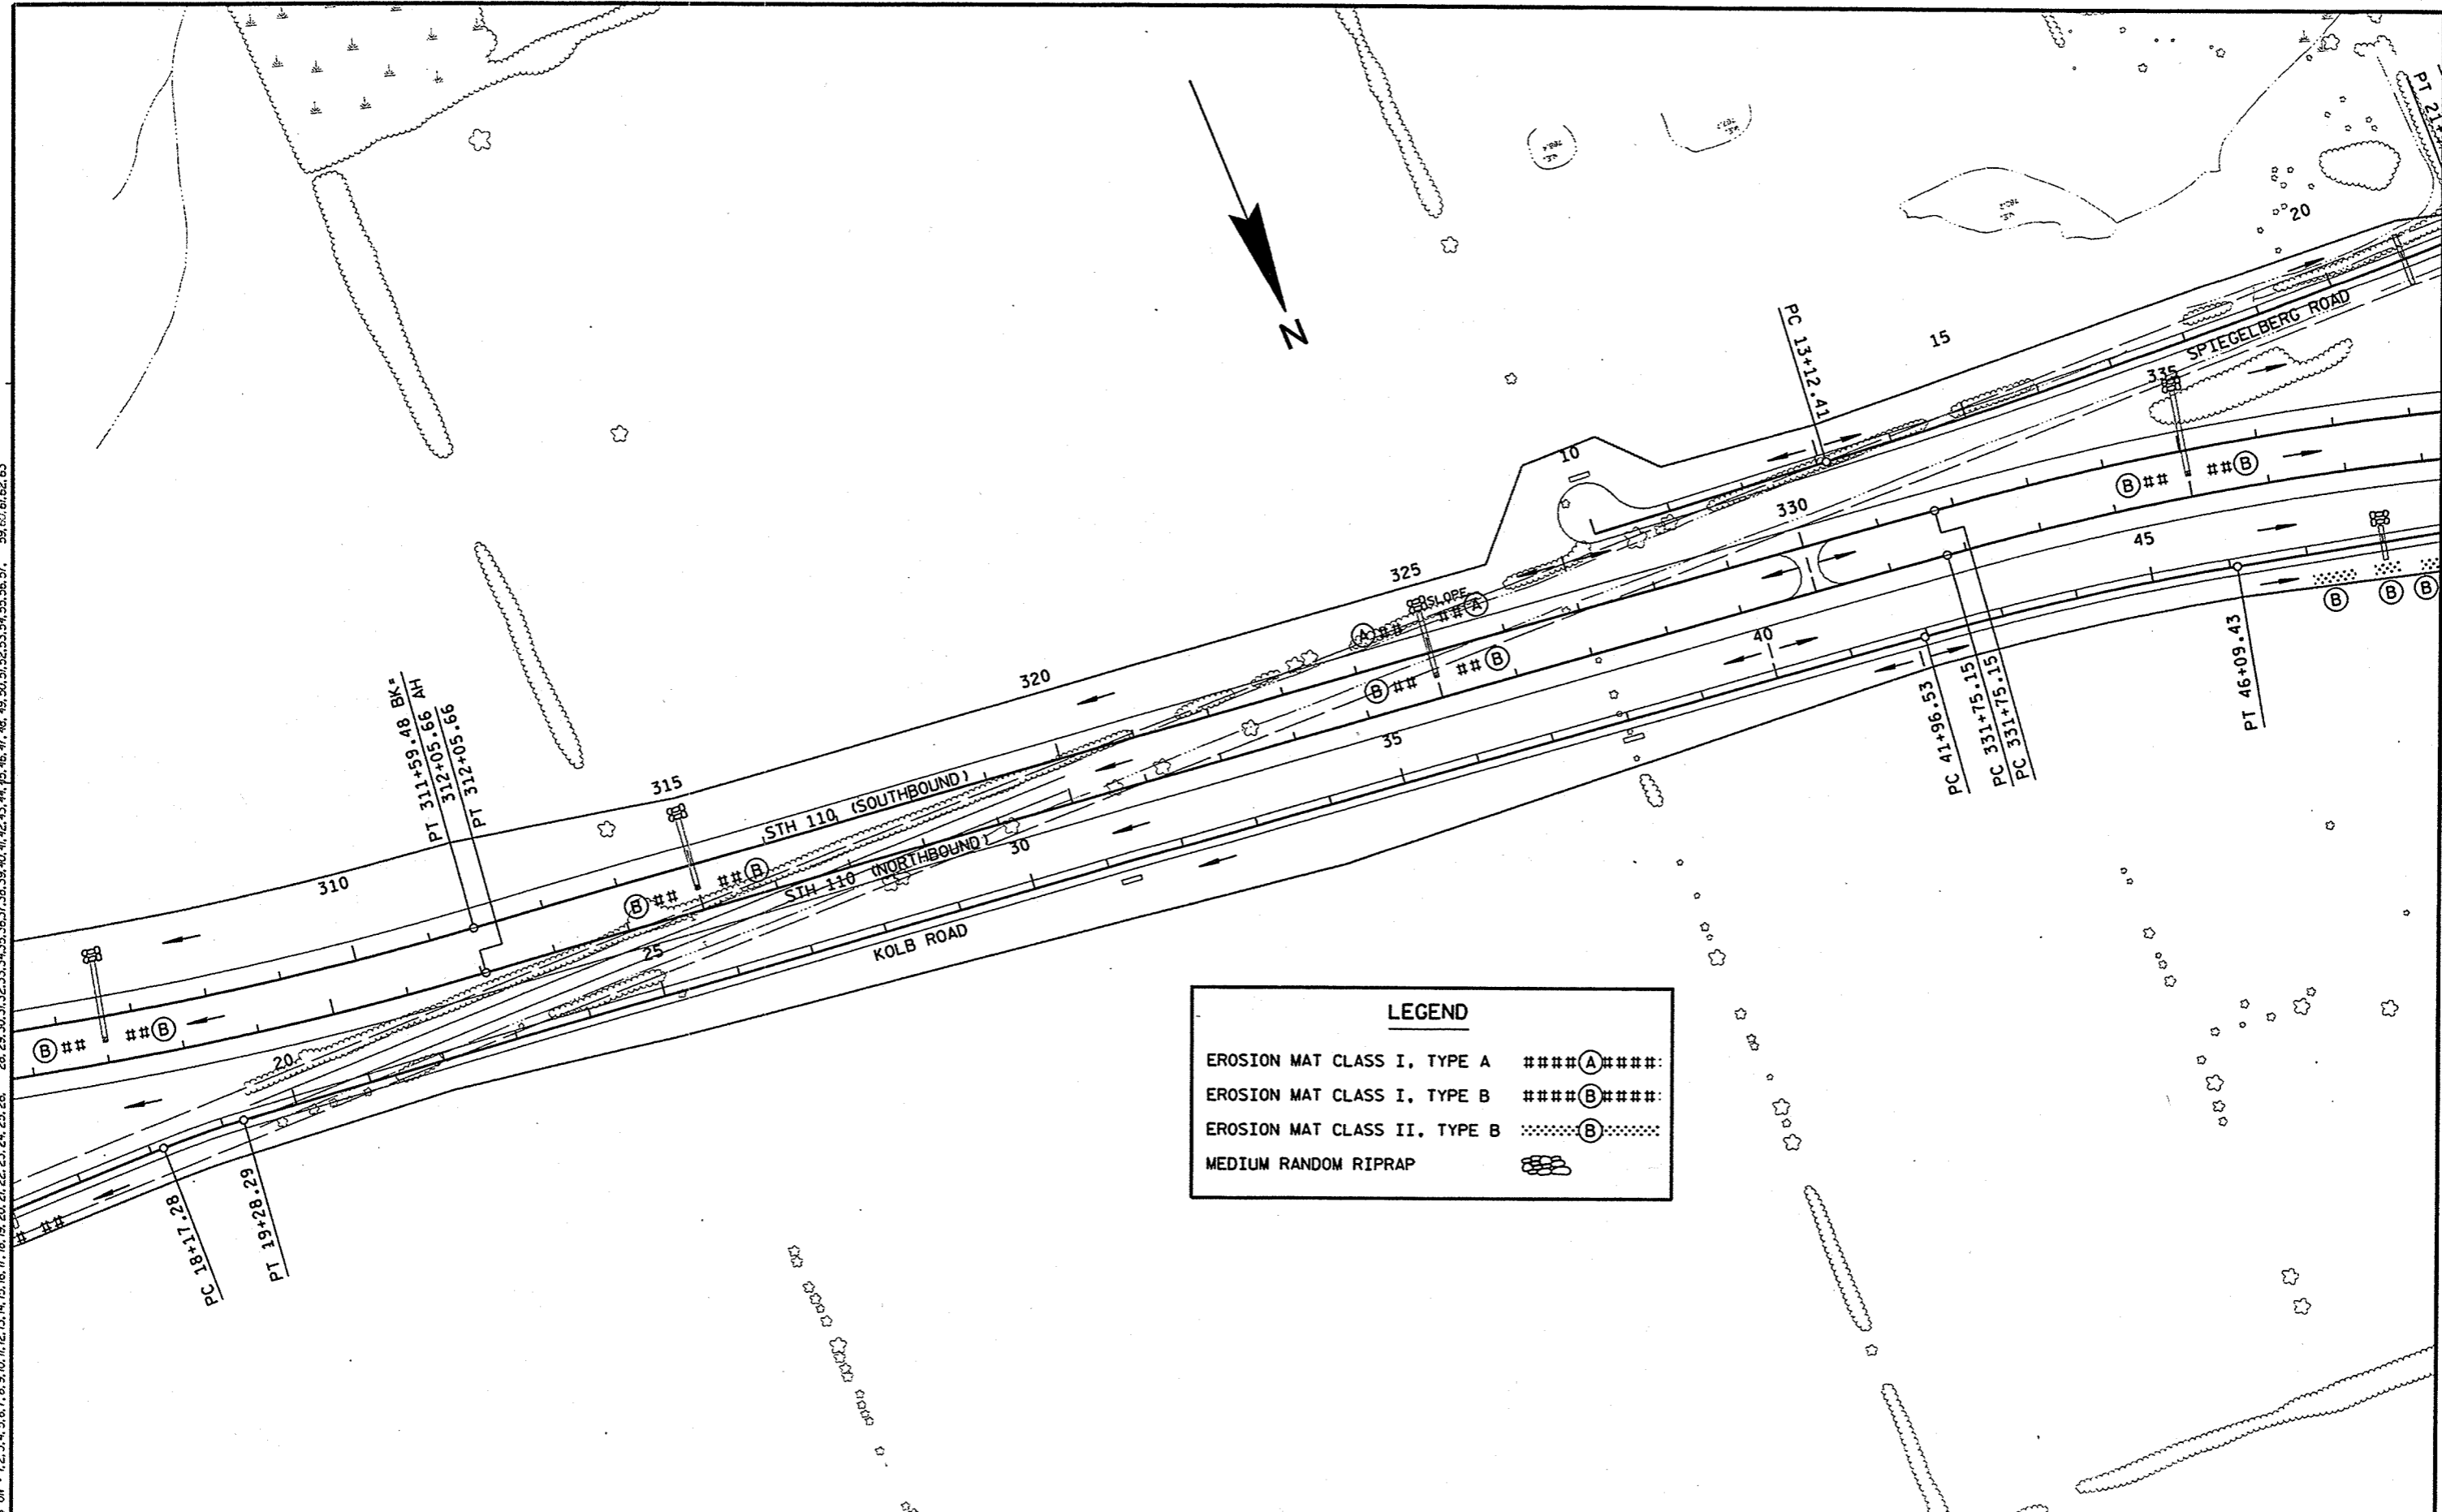 PT 21+
20
15
SPIEGELBERG ROAD
N
PC 13+12.41
335
10
##B
B##
330
325
45
SLOPE
##A
A##
B
B
B
40
##B
B##
320
PT 311+59.48 BK=
312+05.66 AH
PT 312+05.66
PC 41+96.53
PC 331+75.15
PC 331+75.15
PT 46+09.43
35
315
STH 110 (SOUTHBOUND)
30
310
##B
B##
STH 110 (NORTHBOUND)
KOLB ROAD
25
##B
B##
20
##
PC 18+17.28
PT 19+28.29
LEGEND
EROSION MAT CLASS I, TYPE A ####A####
EROSION MAT CLASS I, TYPE B ####B####
EROSION MAT CLASS II, TYPE B B
MEDIUM RANDOM RIPRAP